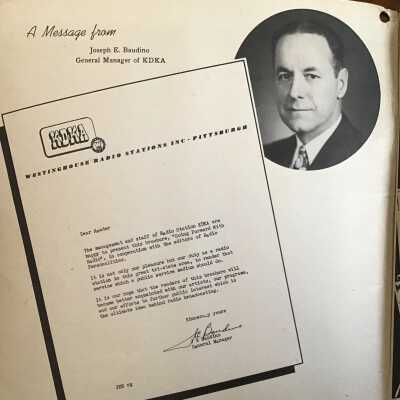 A Message from
Joseph E. Baudino
General Manager of KDKA
KDKA
WESTINGHOUSE RADIO STATIONS INC · PITTSBURGH
Dear Reader
The management and staff of Radio Station KDKA are
happy to present this brochure, "Going Forward With
Radio", in cooperation with the editors of Radio
Personalities.
It is not only our pleasure but our duty as a radio
station in this great tri-state area, to render that
service which a public service medium should do.
It is our hope that the readers of this brochure will
become better acquainted with our artists, our programs,
and our efforts to further public interest which is
the ultimate idea behind radio broadcasting.
Sincerely yours
J E Baudino
J E Baudino
General Manager